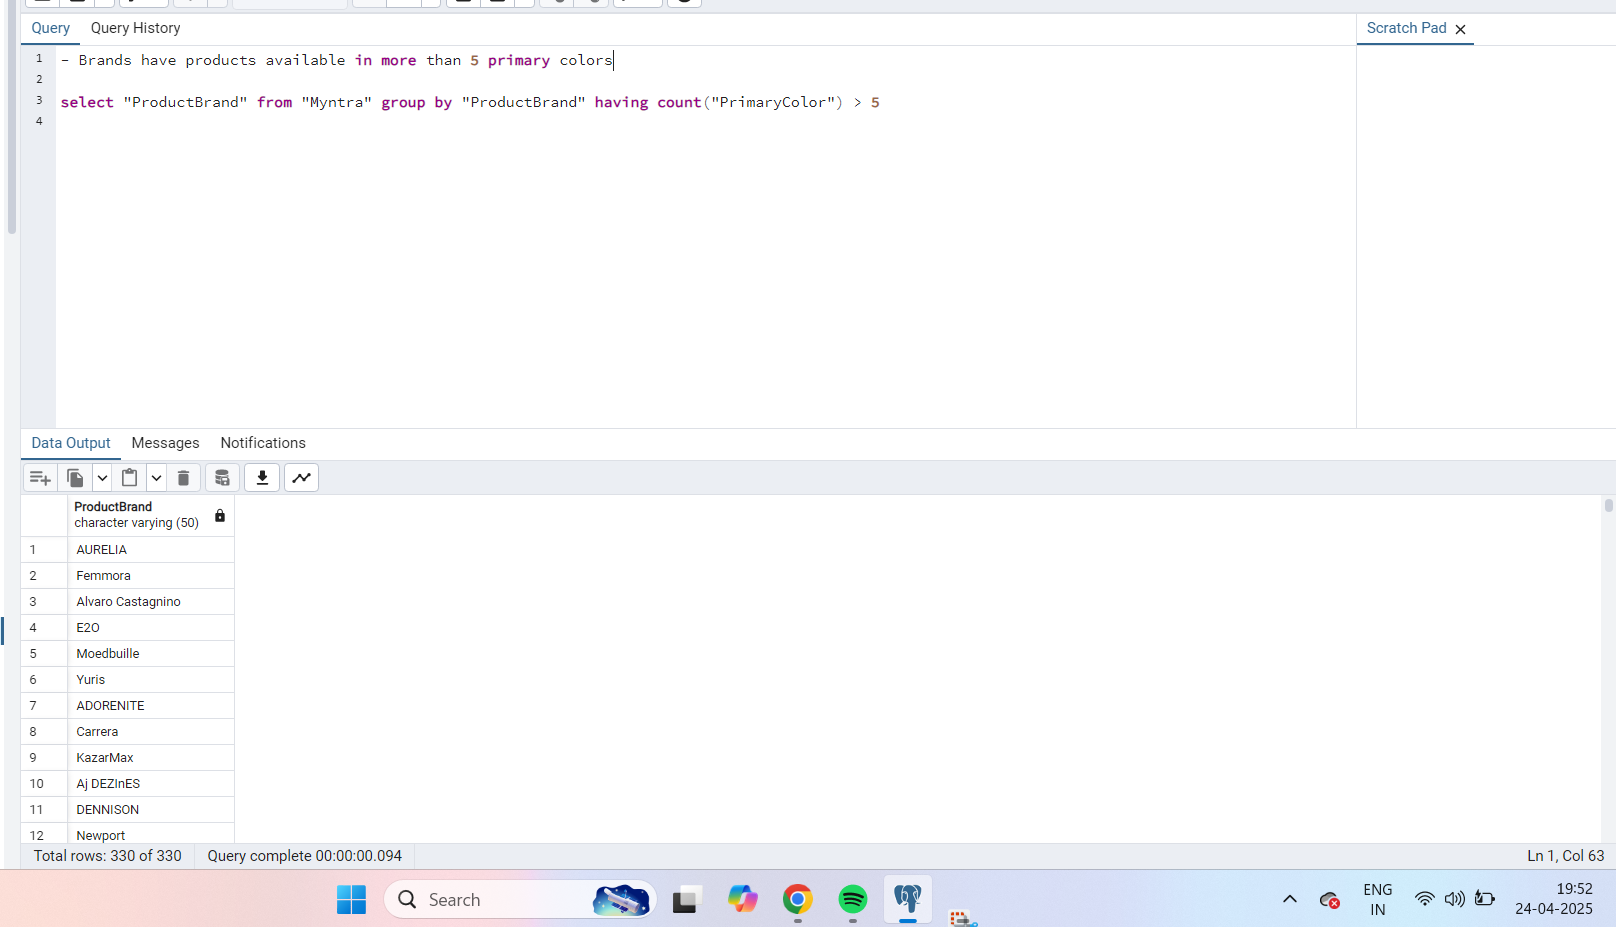 Query Query History
Scratch Pad
1 - Brands have products available in more than 5 primary colors
2
3 select "ProductBrand" from "Myntra" group by "ProductBrand" having count("PrimaryColor") > 5
4
Data Output Messages Notifications
ProductBrand
character varying (50)
1 AURELIA
2 Femmora
3 Alvaro Castagnino
4 E2O
5 Moedbuille
6 Yuris
7 ADORENITE
8 Carrera
9 KazarMax
10 Aj DEZInES
11 DENNISON
12 Newport
Total rows: 330 of 330 Query complete 00:00:00.094 Ln 1, Col 63
Search
ENG
IN
19:52
24-04-2025